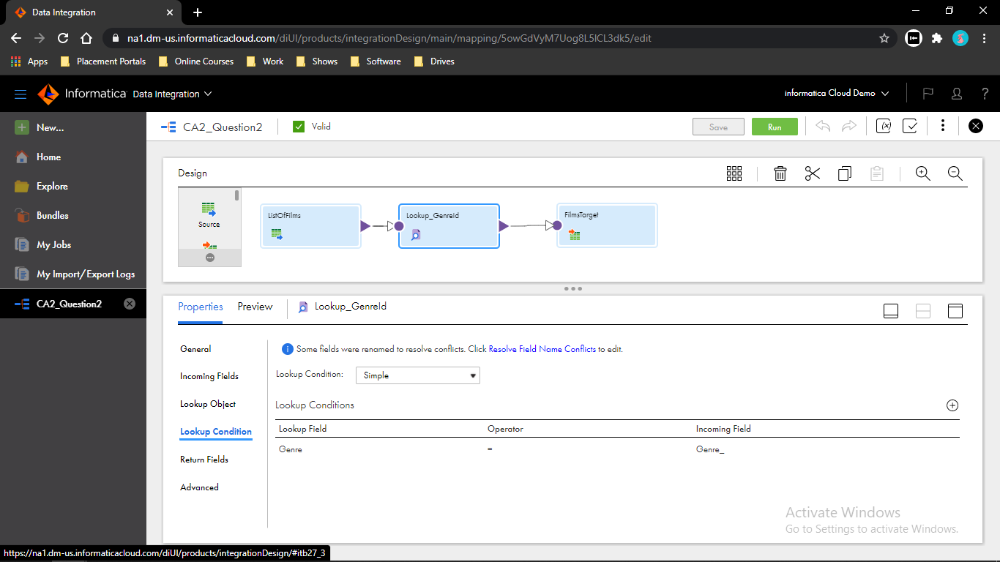 Data Integration
na1.dm-us.informaticacloud.com/diUI/products/integrationDesign/main/mapping/5owGdVyM7Uog8L5lCL3dk5/edit
Apps Placement Portals Online Courses Work Shows Software Drives
Informatica Data Integration informatica Cloud Demo ?
New...
Home
Explore
Bundles
My Jobs
My Import/Export Logs
CA2_Question2
CA2_Question2 Valid Save Run (x)
Design
Source
ListOfFilms Lookup_GenreId FilmsTarget
Properties Preview Lookup_GenreId
General
Incoming Fields
Lookup Object
Lookup Condition
Return Fields
Advanced
Some fields were renamed to resolve conflicts. Click Resolve Field Name Conflicts to edit.
Lookup Condition: Simple
Lookup Conditions
Lookup Field Operator Incoming Field
Genre = Genre_
Activate Windows
Go to Settings to activate Windows.
https://na1.dm-us.informaticacloud.com/diUI/products/integrationDesign/#itb27_3